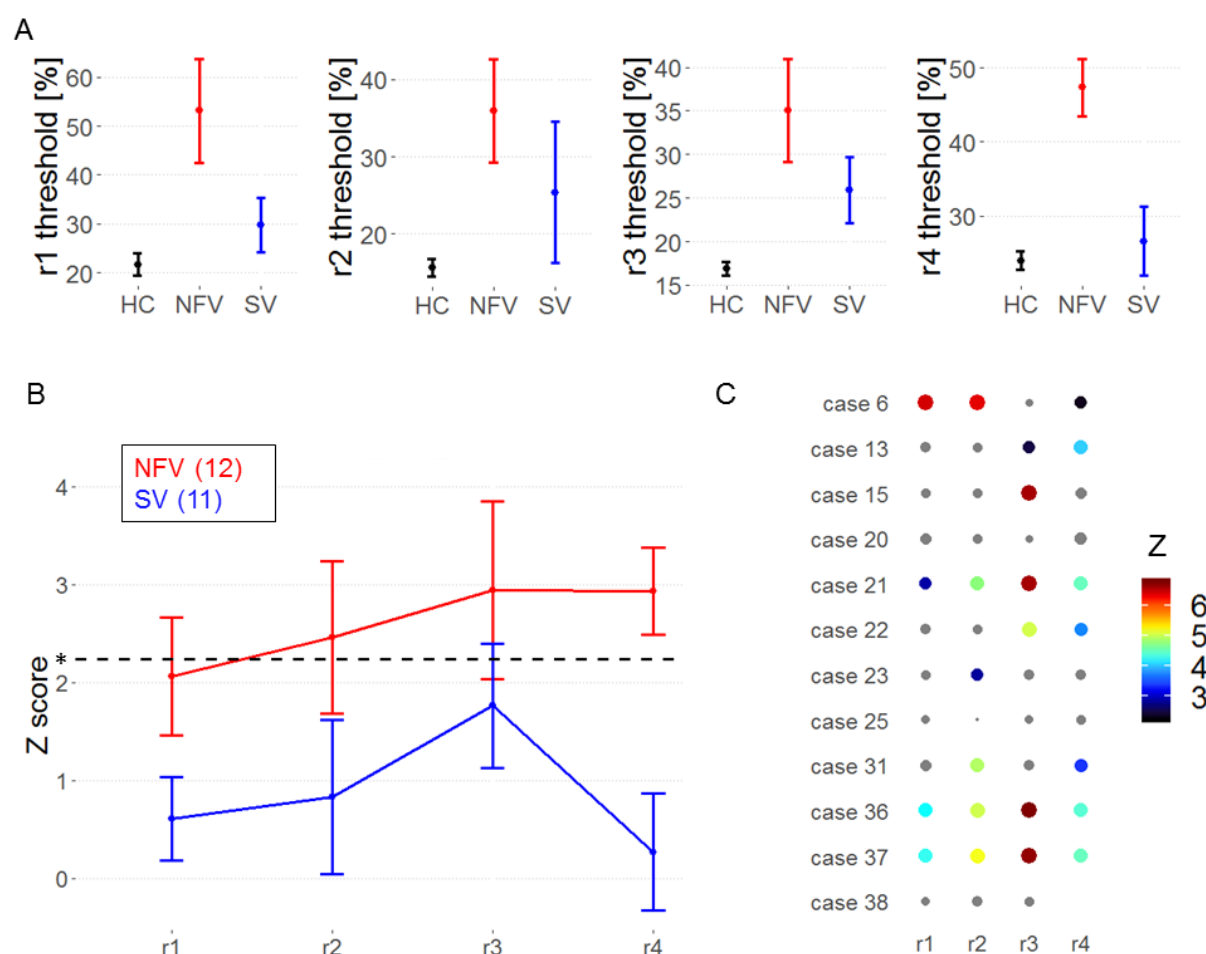 A
r1 threshold [%]
60
50
40
30
20
HC NFV SV
r2 threshold [%]
40
30
20
HC NFV SV
r3 threshold [%]
40
35
30
25
20
15
HC NFV SV
r4 threshold [%]
50
30
HC NFV SV
B
NFV (12)
SV (11)
Z score
4
3
*
2
1
0
r1 r2 r3 r4
C
case 6
case 13
case 15
case 20
case 21
case 22
case 23
case 25
case 31
case 36
case 37
case 38
r1 r2 r3 r4
Z
6
5
4
3